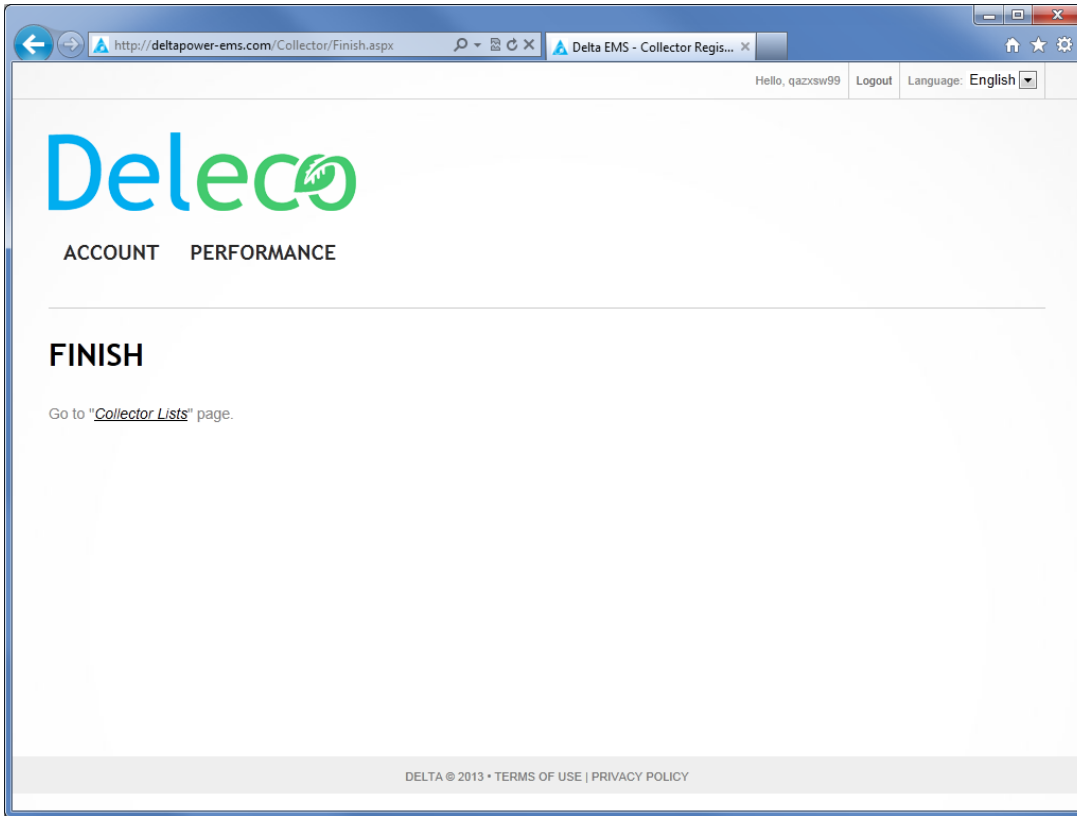 http://deltapower-ems.com/Collector/Finish.aspx
Delta EMS - Collector Regis...
Hello, qazxsw99 Logout Language: English
Deleco
ACCOUNT PERFORMANCE
FINISH
Go to "Collector Lists" page.
DELTA © 2013 • TERMS OF USE | PRIVACY POLICY